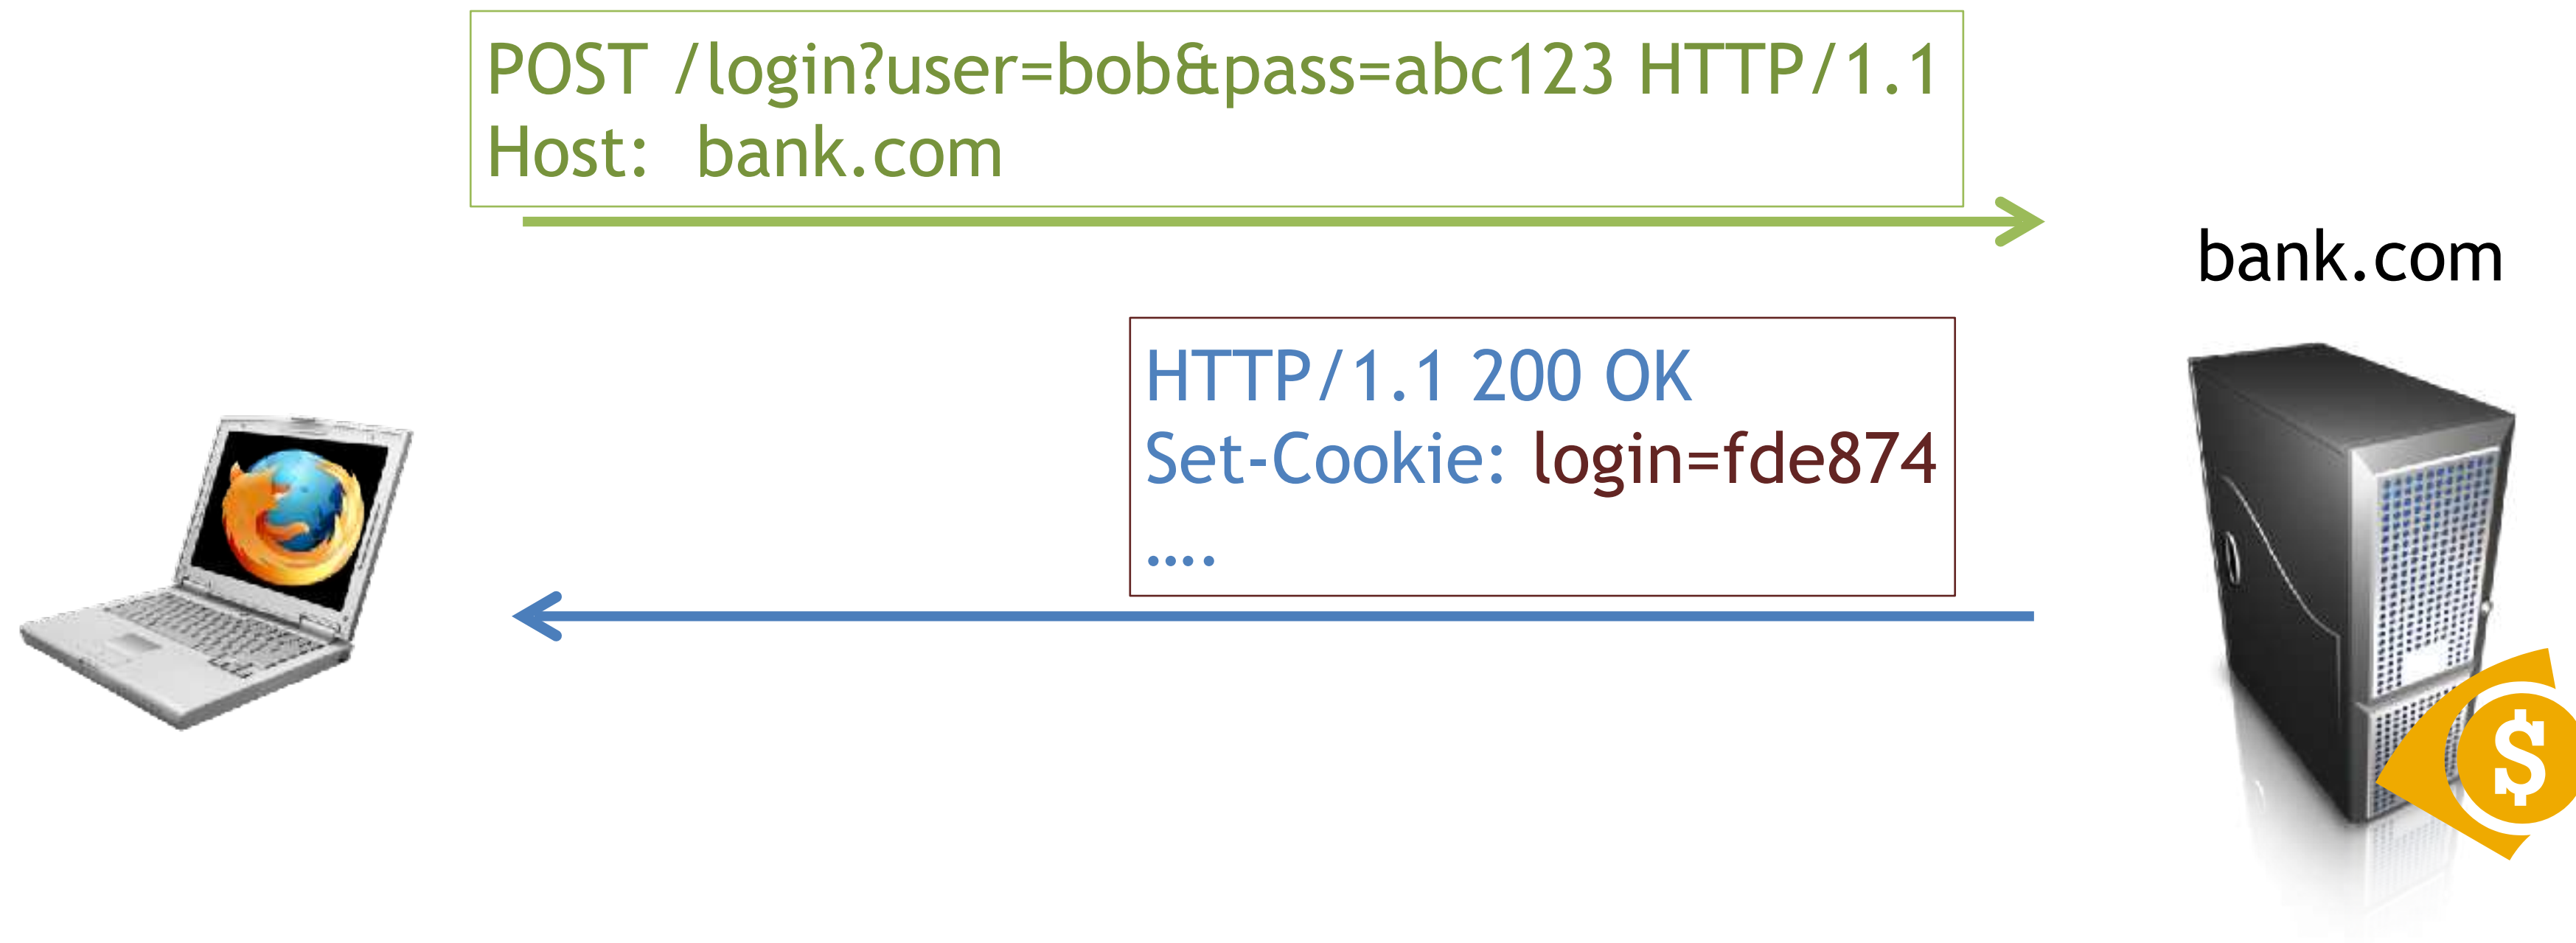 POST /login?user=bob&pass=abc123 HTTP/1.1
Host: bank.com
bank.com
HTTP/1.1 200 OK
Set-Cookie: login=fde874
....
$